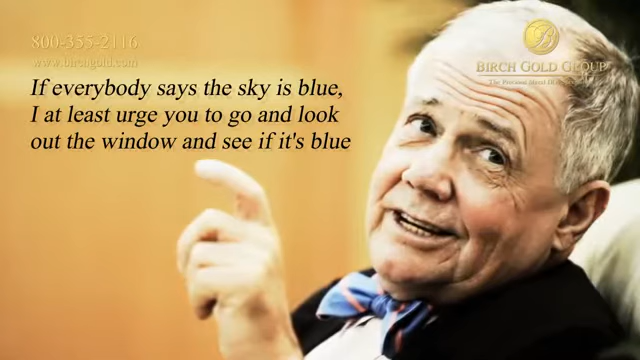 800-355-2116
www.birchgold.com
BIRCH GOLD GROUP
If everybody says the sky is blue,
I at least urge you to go and look
out the window and see if it's blue